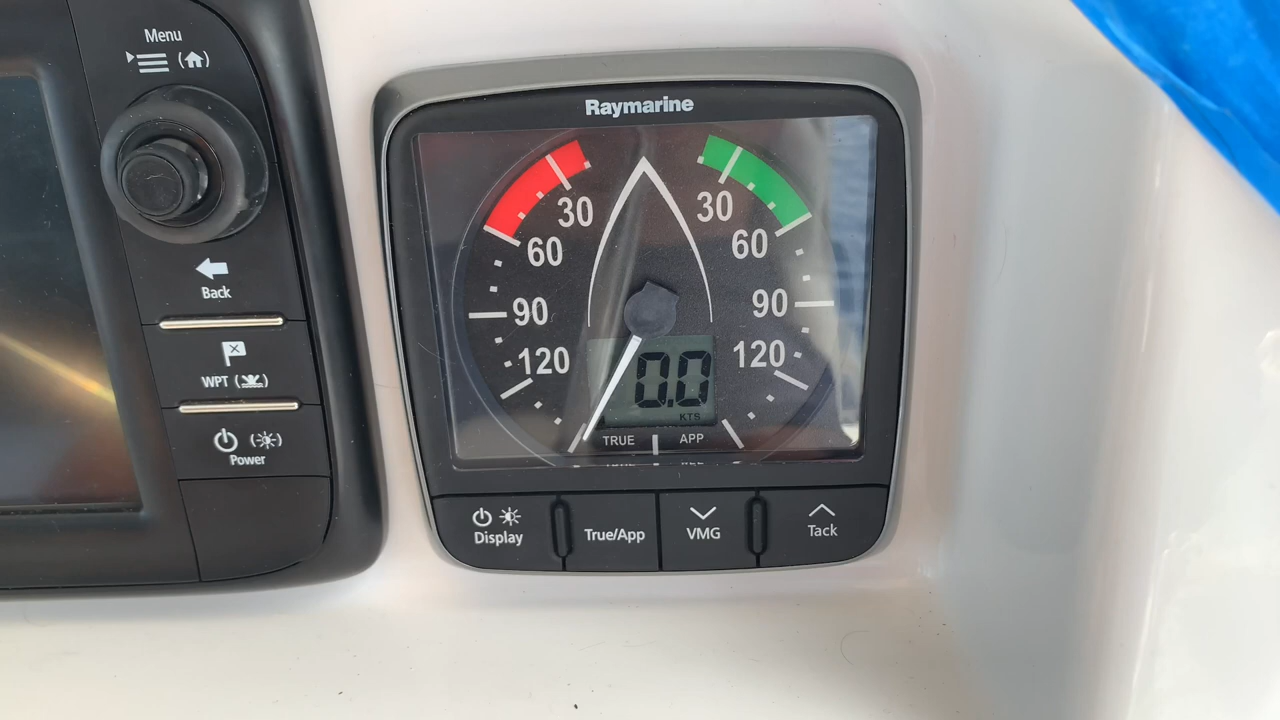 Menu
Back
WPT
Power
Raymarine
30
60
90
120
30
60
90
120
0.0
KTS
TRUE
APP
Display
True/App
VMG
Tack